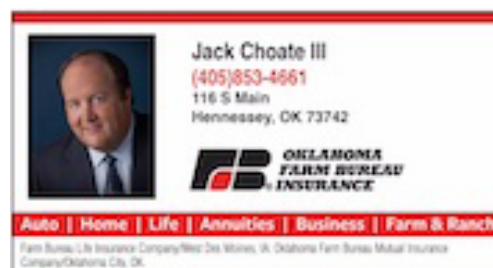 Jack Choate III
(405)853-4661
116 S Main
Hennessey, OK 73742
FB
OKLAHOMA
FARM BUREAU
INSURANCE
Auto | Home | Life | Annuities | Business | Farm & Ranch
Farm Bureau Life Insurance Company/West Des Moines, IA. Oklahoma Farm Bureau Mutual Insurance
Company/Oklahoma City, OK.